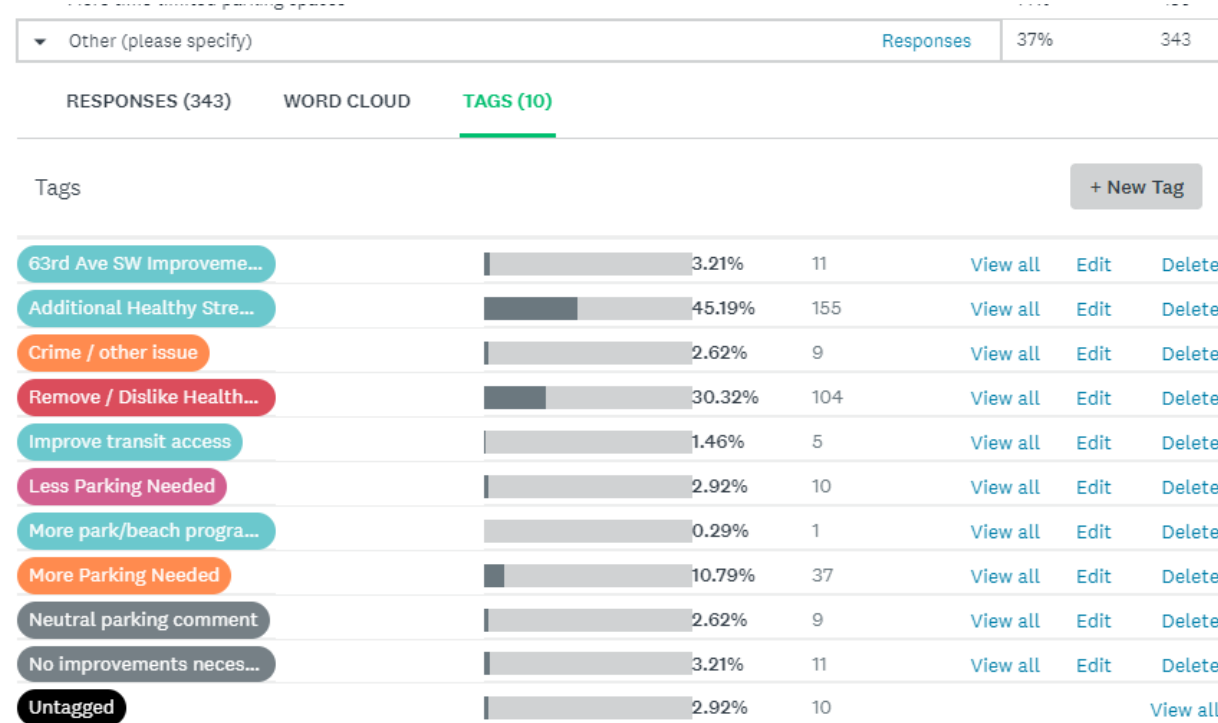 Other (please specify) Responses 37% 343
RESPONSES (343) WORD CLOUD TAGS (10)
Tags + New Tag
63rd Ave SW Improveme... 3.21% 11 View all Edit Delete
Additional Healthy Stre... 45.19% 155 View all Edit Delete
Crime / other issue 2.62% 9 View all Edit Delete
Remove / Dislike Health... 30.32% 104 View all Edit Delete
Improve transit access 1.46% 5 View all Edit Delete
Less Parking Needed 2.92% 10 View all Edit Delete
More park/beach progra... 0.29% 1 View all Edit Delete
More Parking Needed 10.79% 37 View all Edit Delete
Neutral parking comment 2.62% 9 View all Edit Delete
No improvements neces... 3.21% 11 View all Edit Delete
Untagged 2.92% 10 View all